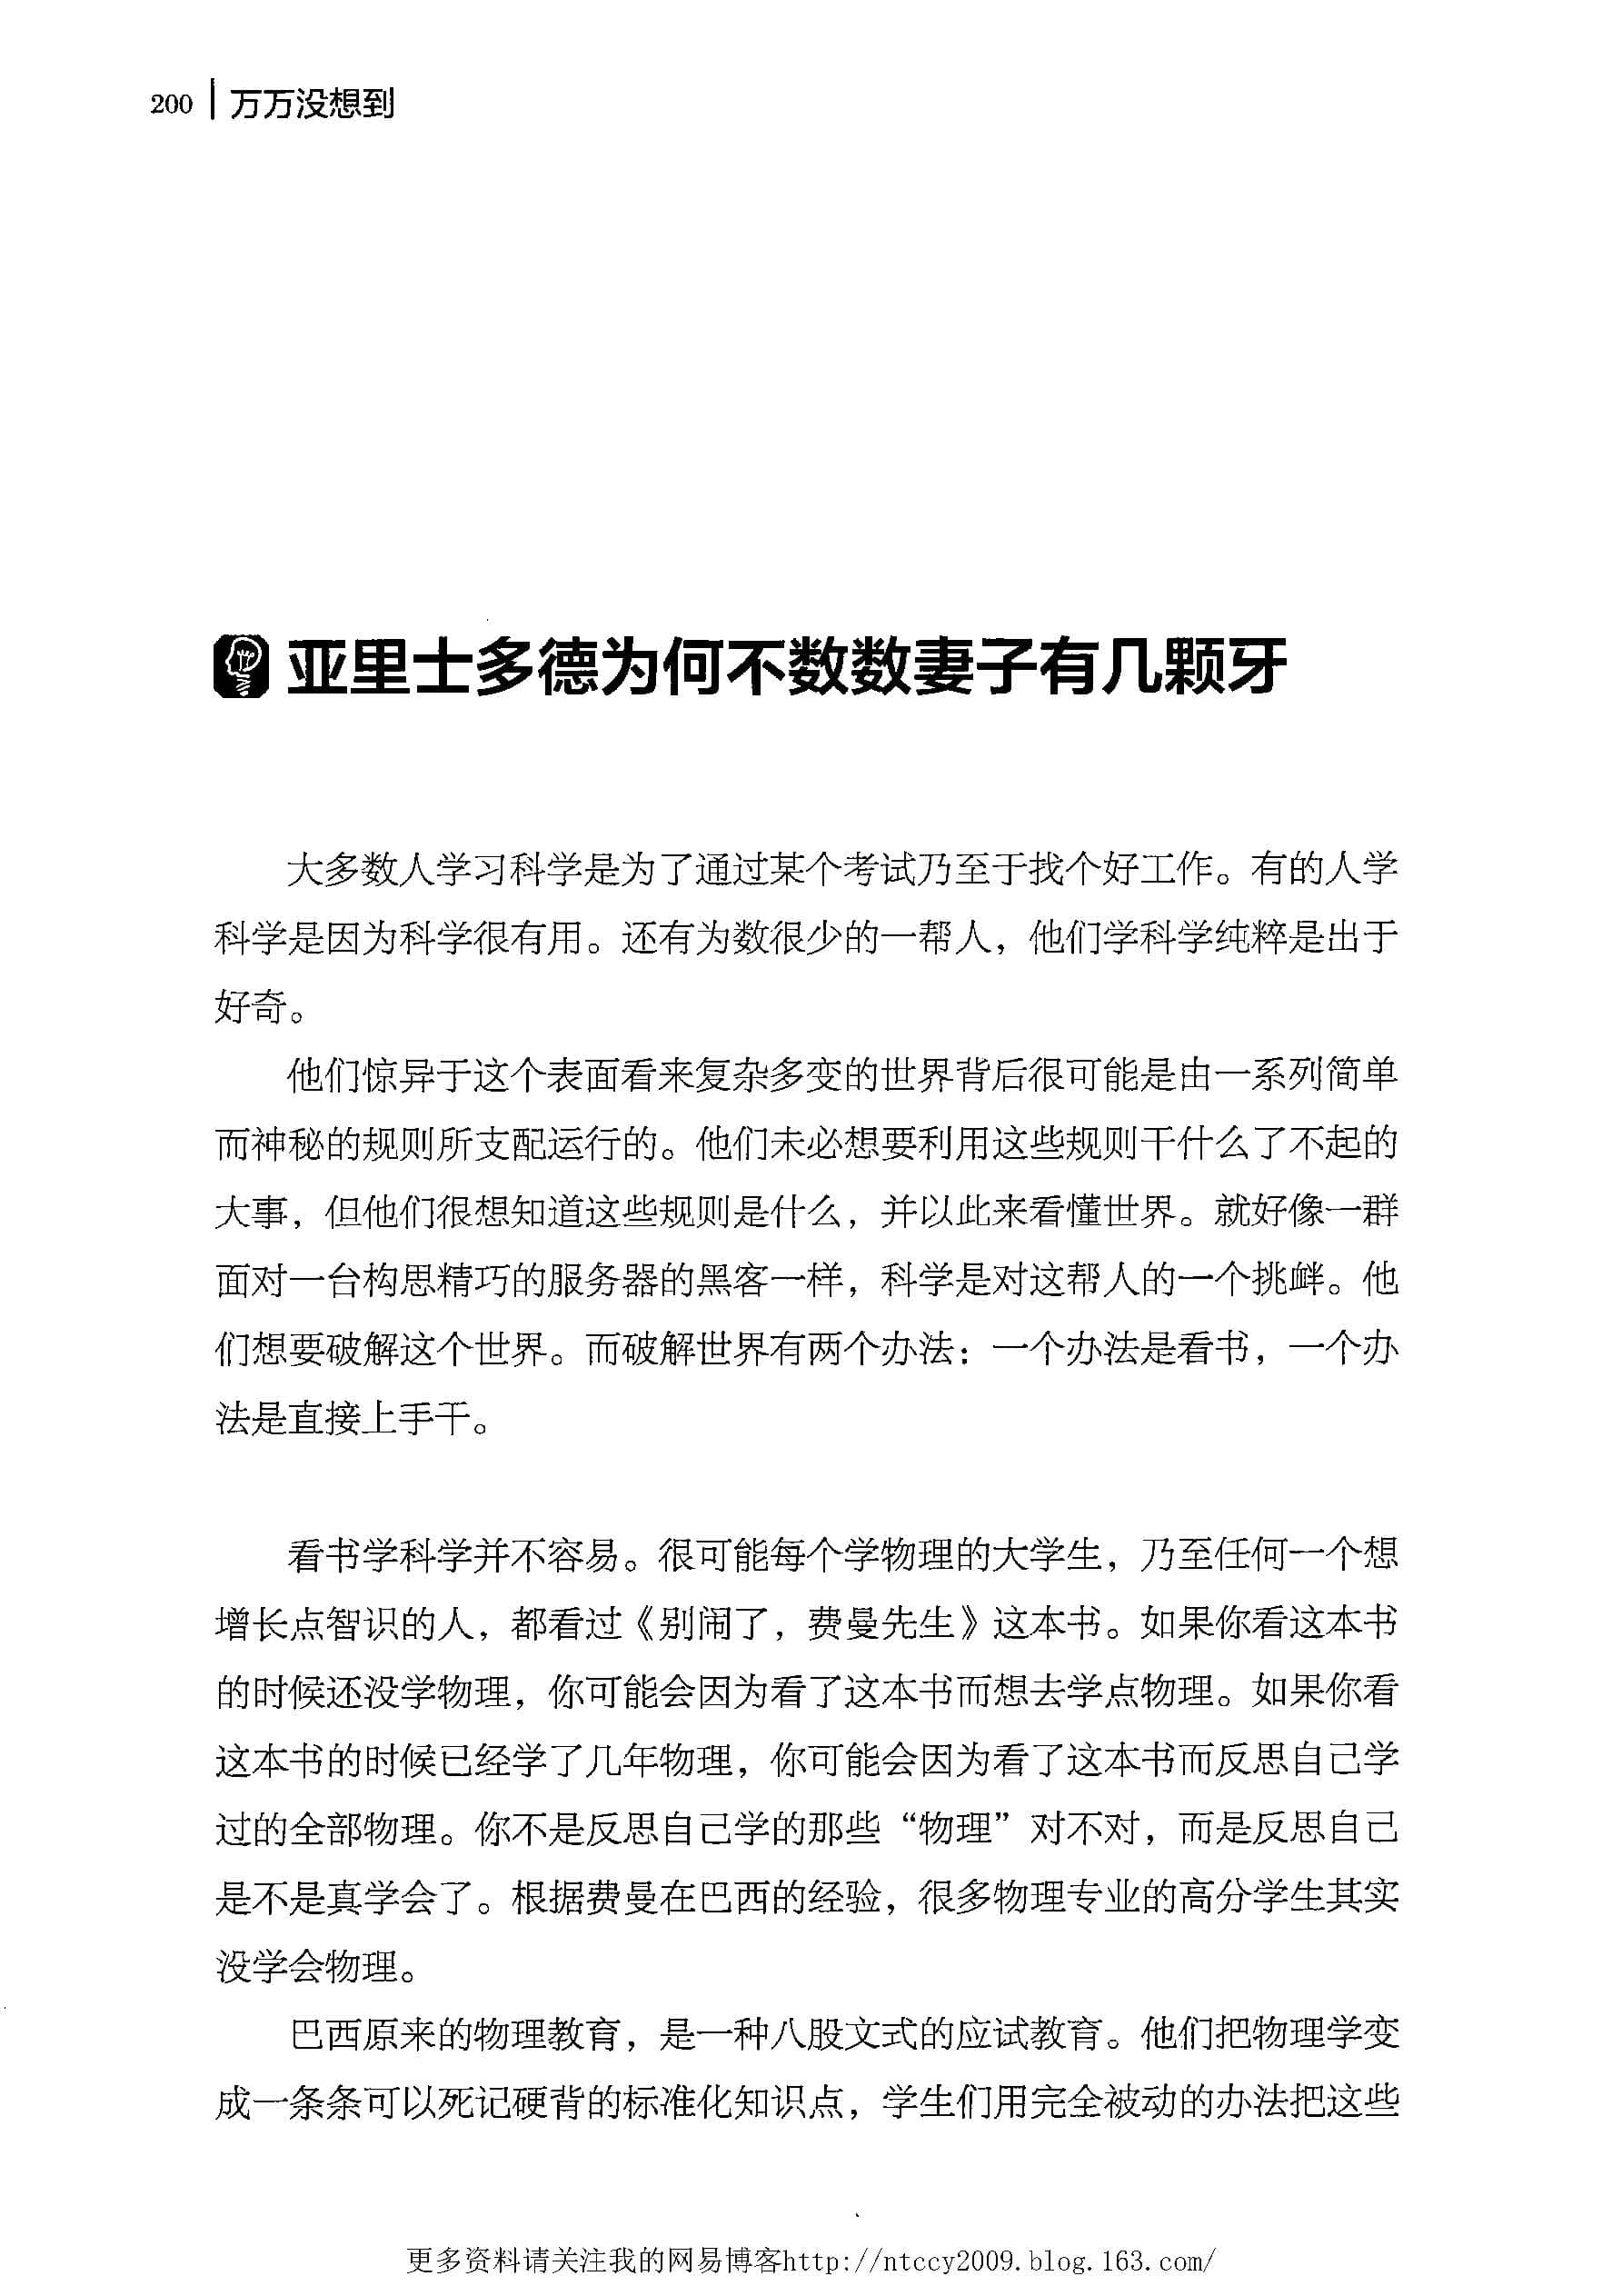 200 万万没想到
亚里士多德为何不数数妻子有几颗牙
大多数人学习科学是为了通过某个考试乃至于找个好工作。有的人学
科学是因为科学很有用。还有为数很少的一帮人，他们学科学纯粹是出于
好奇。
他们惊异于这个表面看来复杂多变的世界背后很可能是由一系列简单
而神秘的规则所支配运行的。他们未必想要利用这些规则干什么了不起的
大事，但他们很想知道这些规则是什么，并以此来看懂世界。就好像一群
面对一台构思精巧的服务器的黑客一样，科学是对这帮人的一个挑衅。他
们想要破解这个世界。而破解世界有两个办法：一个办法是看书，一个办
法是直接上手干。
看书学科学并不容易。很可能每个学物理的大学生，乃至任何一个想
增长点智识的人，都看过《别闹了，费曼先生》这本书。如果你看这本书
的时候还没学物理，你可能会因为看了这本书而想去学点物理。如果你看
这本书的时候已经学了几年物理，你可能会因为看了这本书而反思自己学
过的全部物理。你不是反思自己学的那些“物理”对不对，而是反思自己
是不是真学会了。根据费曼在巴西的经验，很多物理专业的高分学生其实
没学会物理。
巴西原来的物理教育，是一种八股文式的应试教育。他们把物理学变
成一条条可以死记硬背的标准化知识点，学生们用完全被动的办法把这些
更多资料请关注我的网易博客http://ntccy2009.blog.163.com/